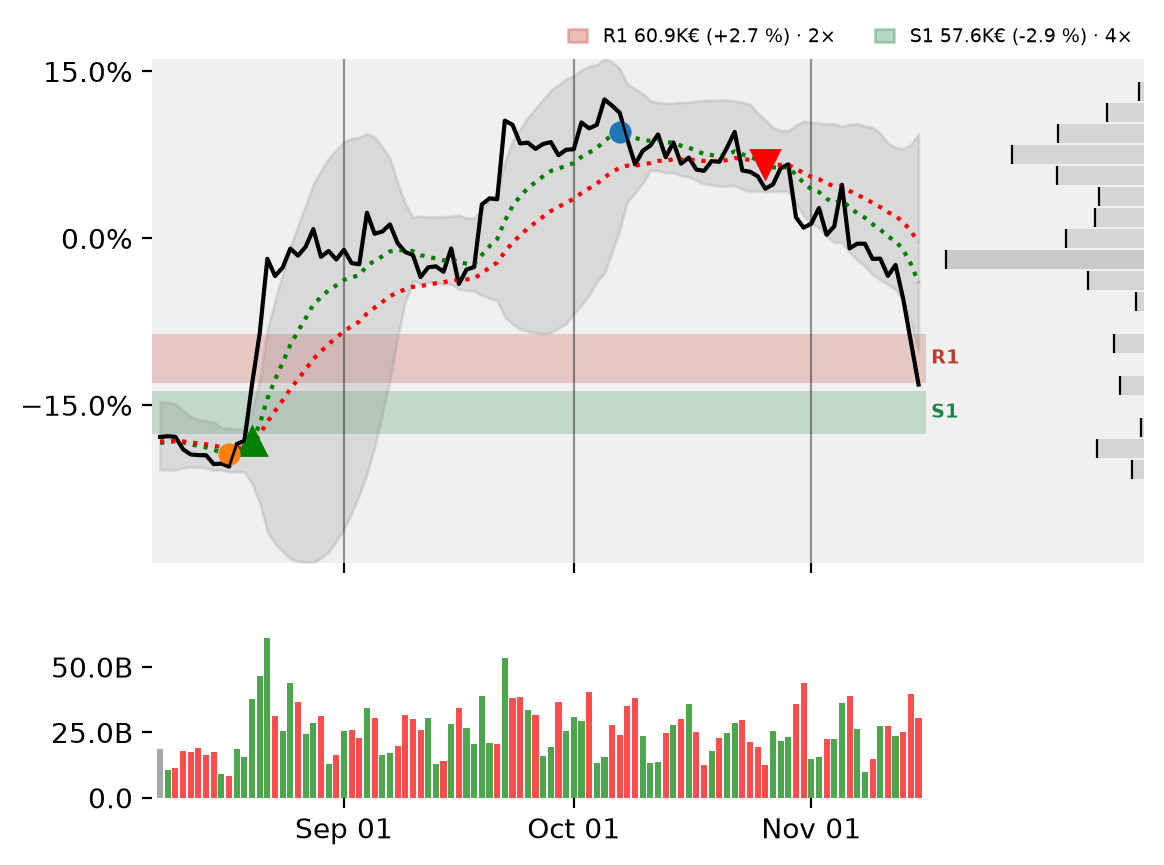 R1 60.9K€ (+2.7 %) · 2×
S1 57.6K€ (-2.9 %) · 4×
15.0%
0.0%
−15.0%
R1
S1
50.0B
25.0B
0.0
Sep 01
Oct 01
Nov 01